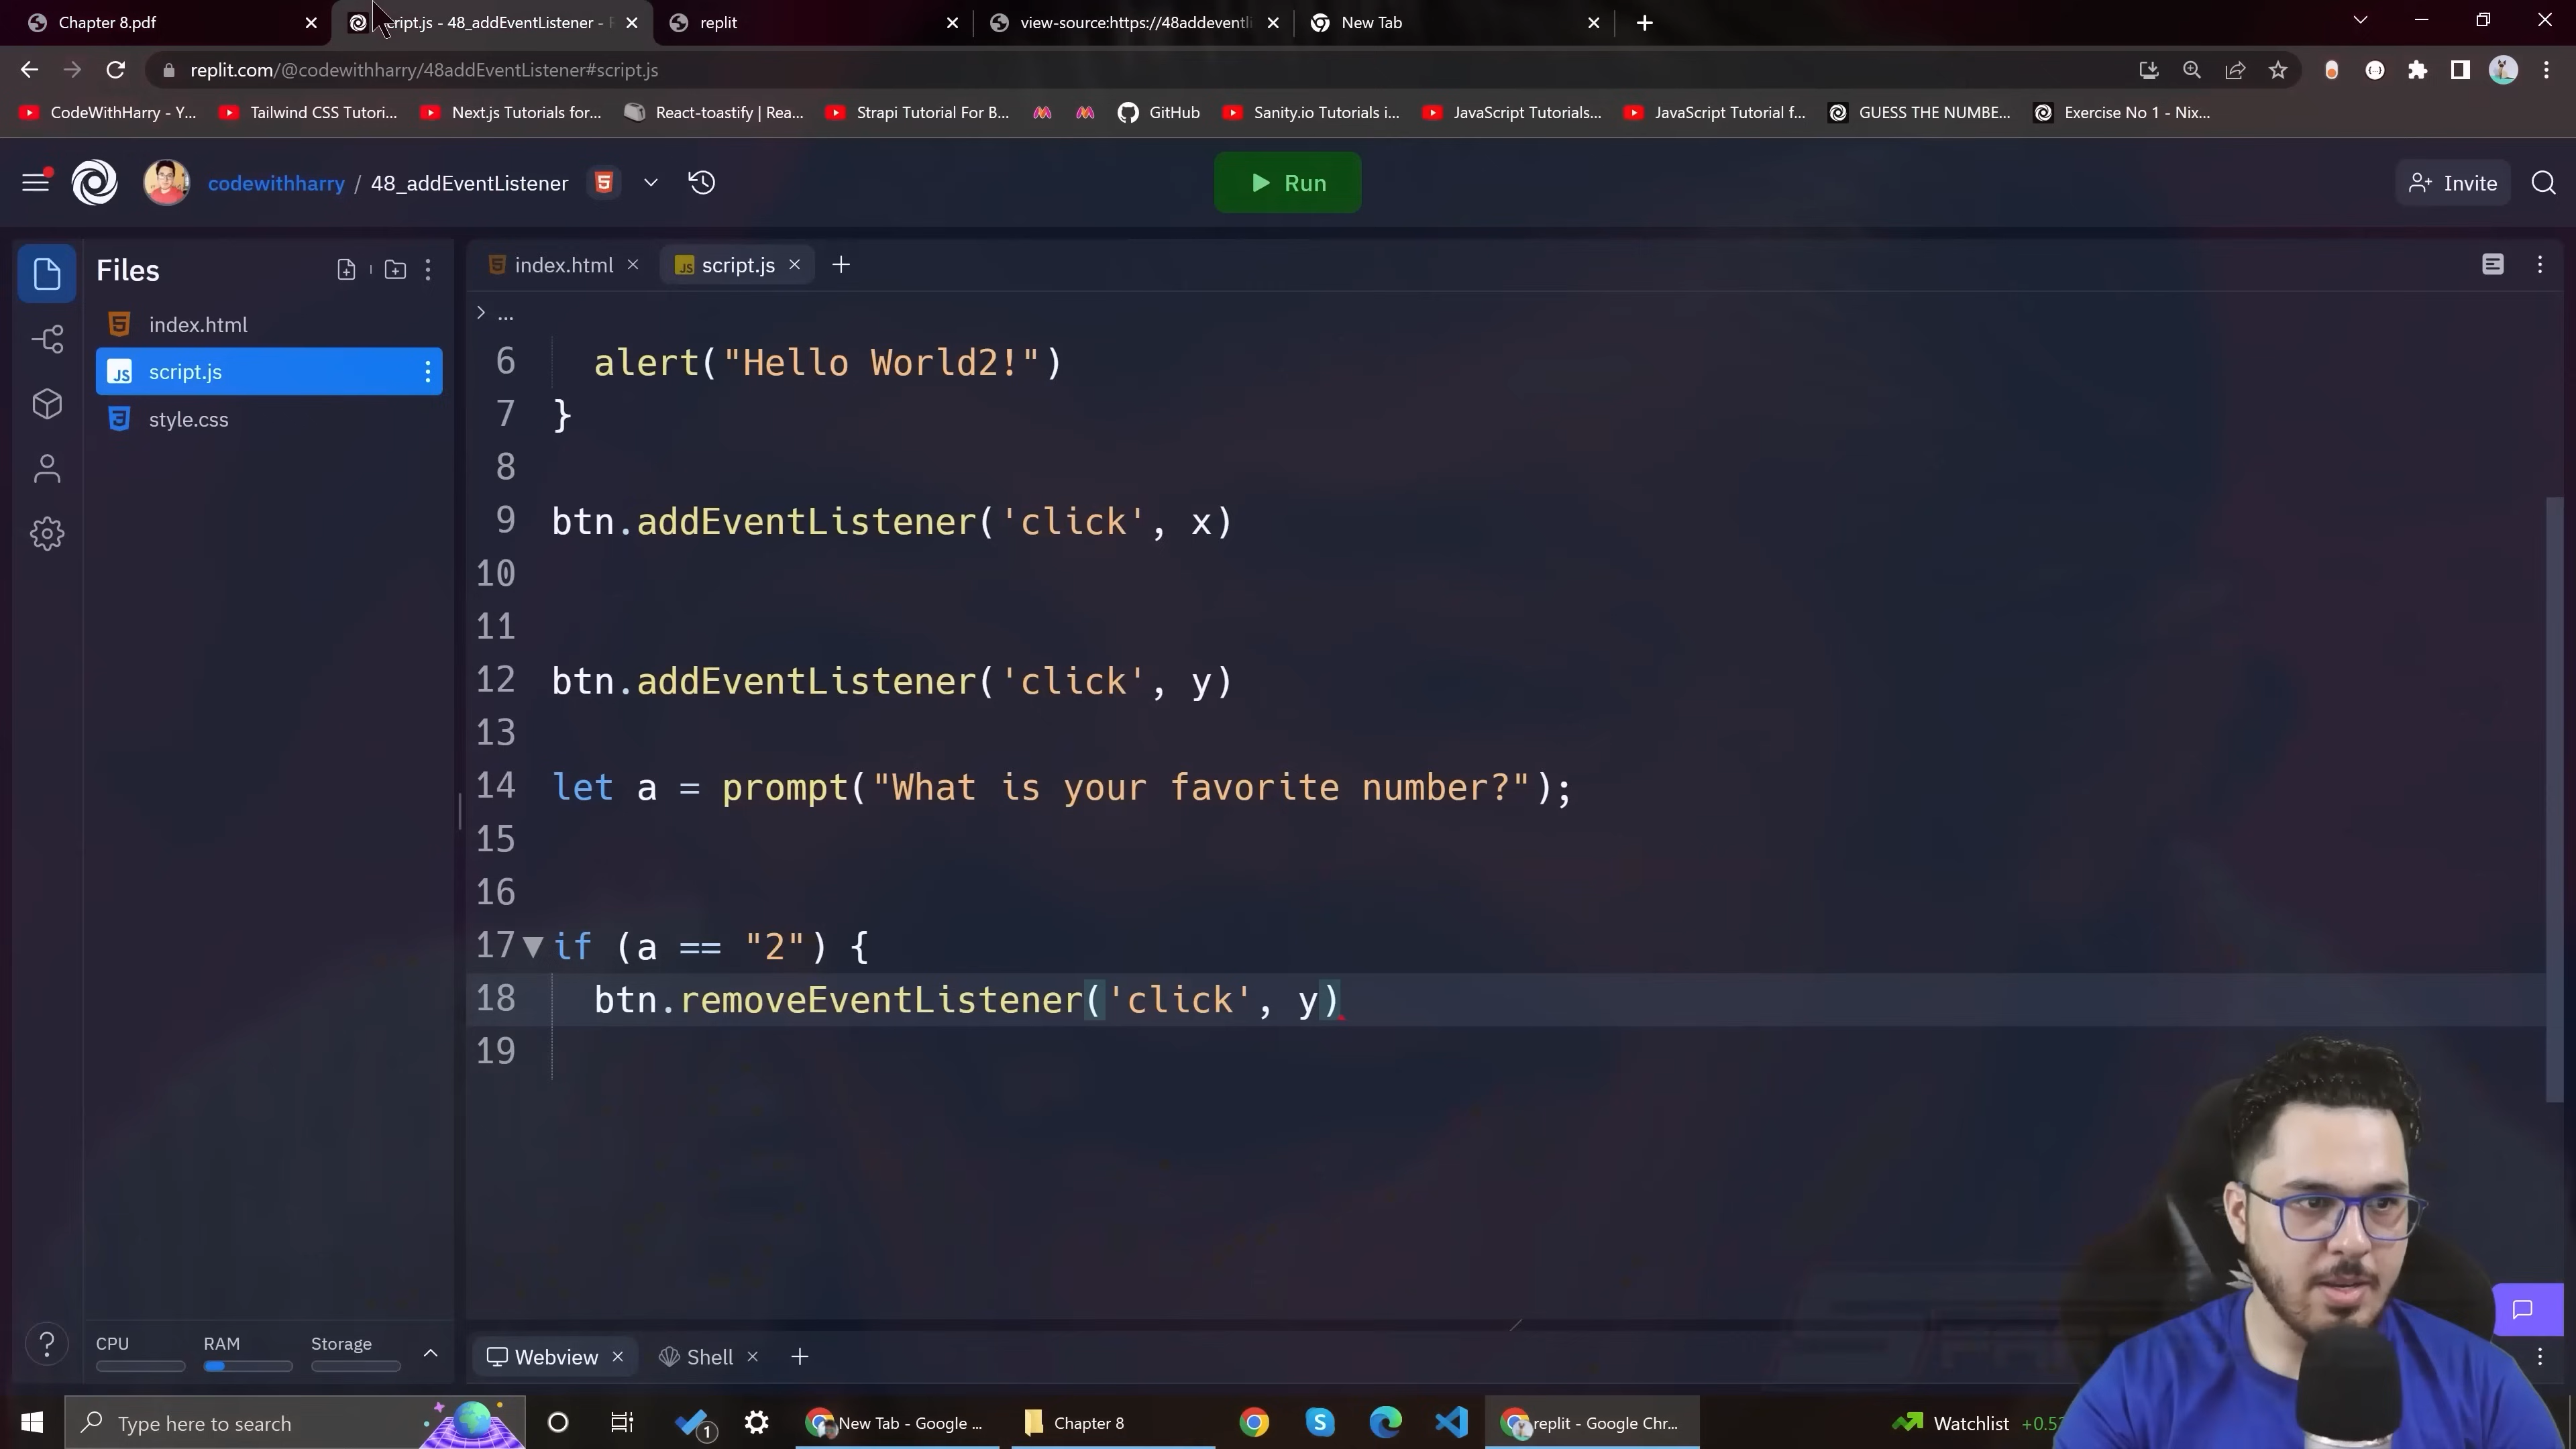 Chapter 8.pdf
script.js - 48_addEventListener -
replit
view-source:https://48addeventli
New Tab
replit.com/@codewithharry/48addEventListener#script.js
CodeWithHarry - Y...
Tailwind CSS Tutori...
Next.js Tutorials for...
React-toastify | Rea...
Strapi Tutorial For B...
GitHub
Sanity.io Tutorials i...
JavaScript Tutorials...
JavaScript Tutorial f...
GUESS THE NUMBE...
Exercise No 1 - Nix...
codewithharry / 48_addEventListener
Run
Invite
Files
index.html
script.js
style.css
index.html
JS script.js
...
6 alert("Hello World2!")
7 }
8
9 btn.addEventListener('click', x)
10
11
12 btn.addEventListener('click', y)
13
14 let a = prompt("What is your favorite number?");
15
16
17 if (a == "2") {
18 btn.removeEventListener('click', y)
19
CPU
RAM
Storage
Webview
Shell
Type here to search
1
New Tab - Google ...
Chapter 8
replit - Google Chr...
Watchlist